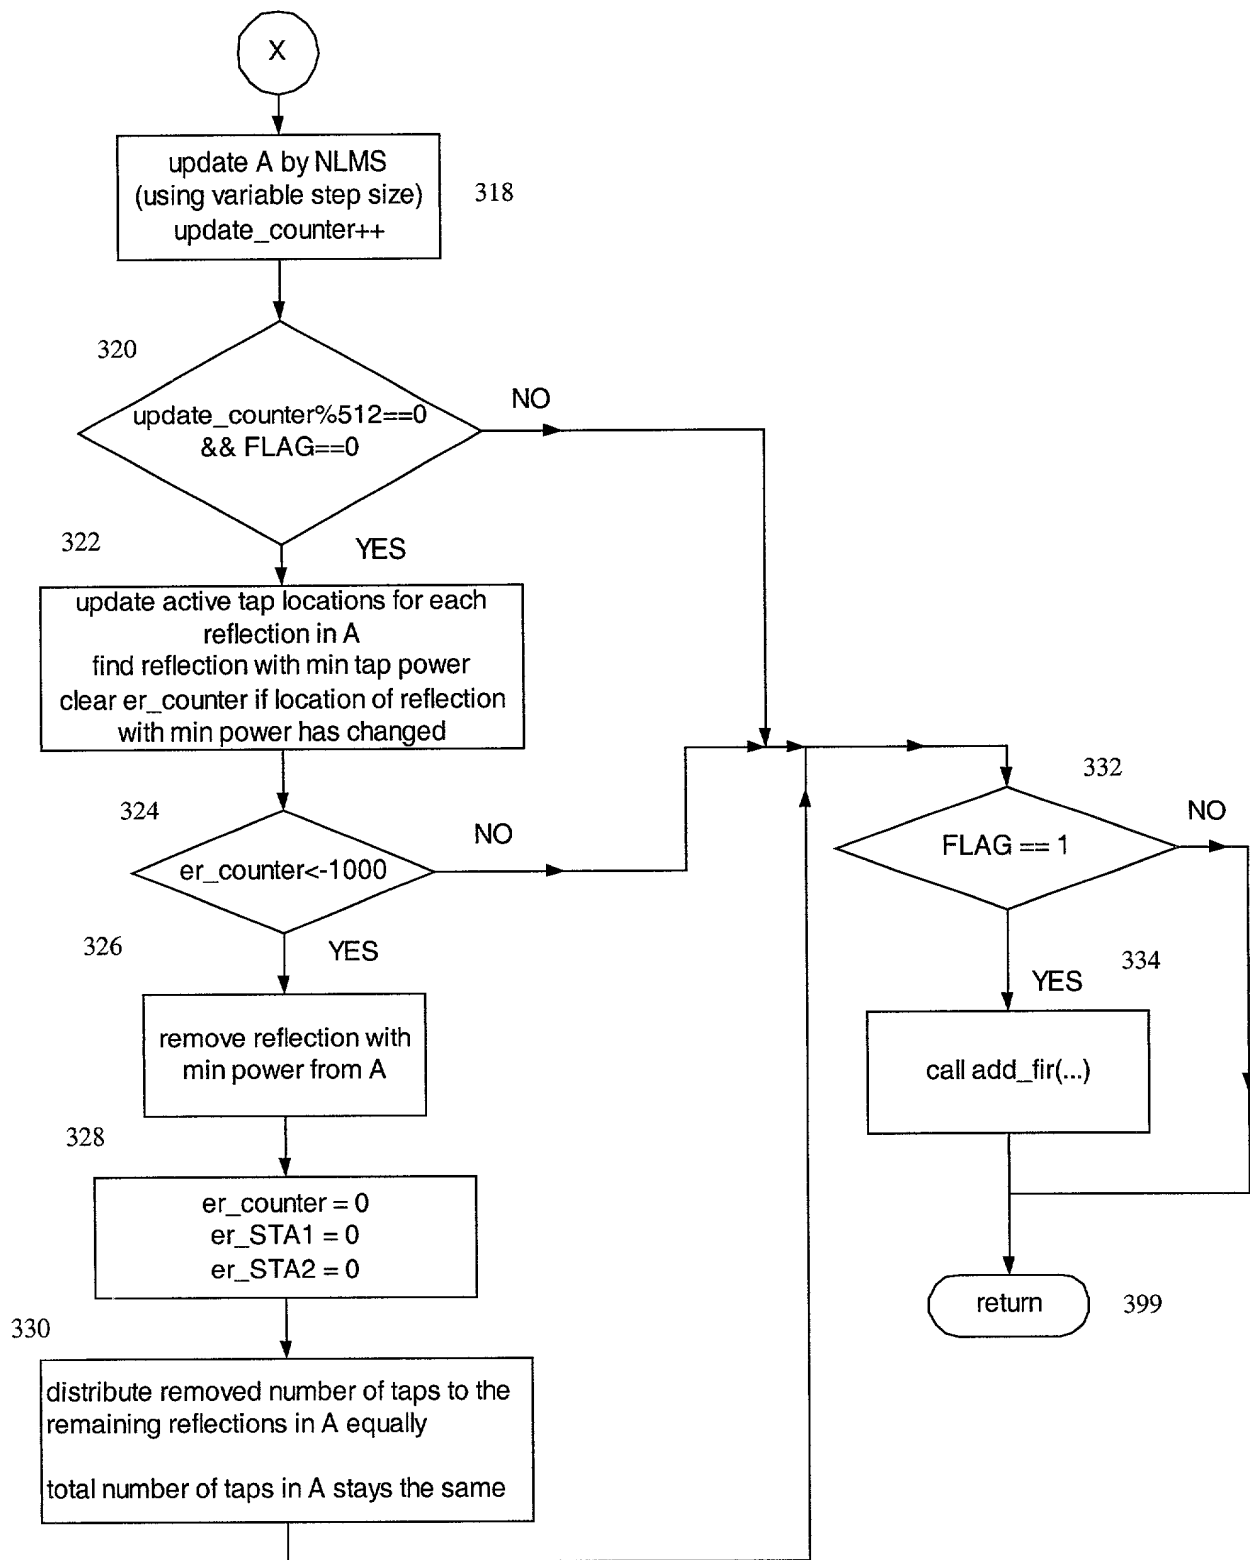 X
update A by NLMS
(using variable step size)
update_counter++
318
320
update_counter%512==0
&& FLAG==0
NO
322
YES
update active tap locations for each
reflection in A
find reflection with min tap power
clear er_counter if location of reflection
with min power has changed
324
er_counter<-1000
NO
326
YES
remove reflection with
min power from A
328
er_counter = 0
er_STA1 = 0
er_STA2 = 0
330
distribute removed number of taps to the
remaining reflections in A equally
total number of taps in A stays the same
332
FLAG == 1
NO
YES
334
call add_fir(...)
return
399